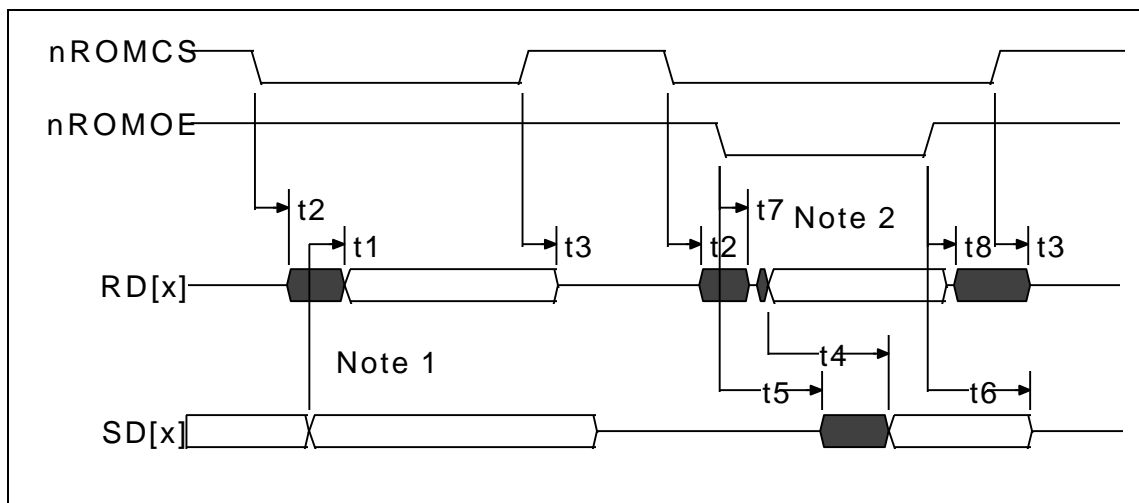 nROMCS
nROMOE
t2
t7
Note 2
t1
t3
t2
t8
t3
RD[x]
Note 1
t4
t5
t6
SD[x]